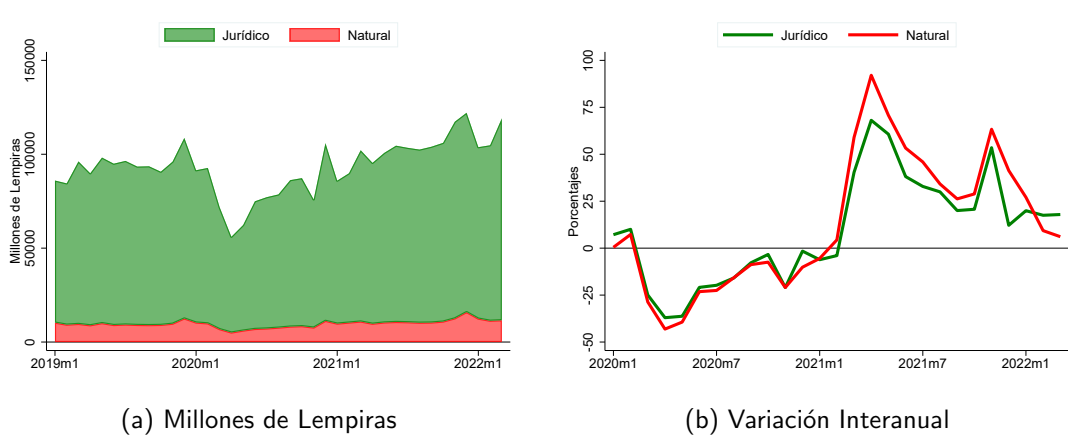 Jurídico Natural
Millones de Lempiras
150000
100000
50000
0
2019m1 2020m1 2021m1 2022m1
(a) Millones de Lempiras
Jurídico Natural
Porcentajes
100
75
50
25
0
-25
-50
2020m1 2020m7 2021m1 2021m7 2022m1
(b) Variación Interanual